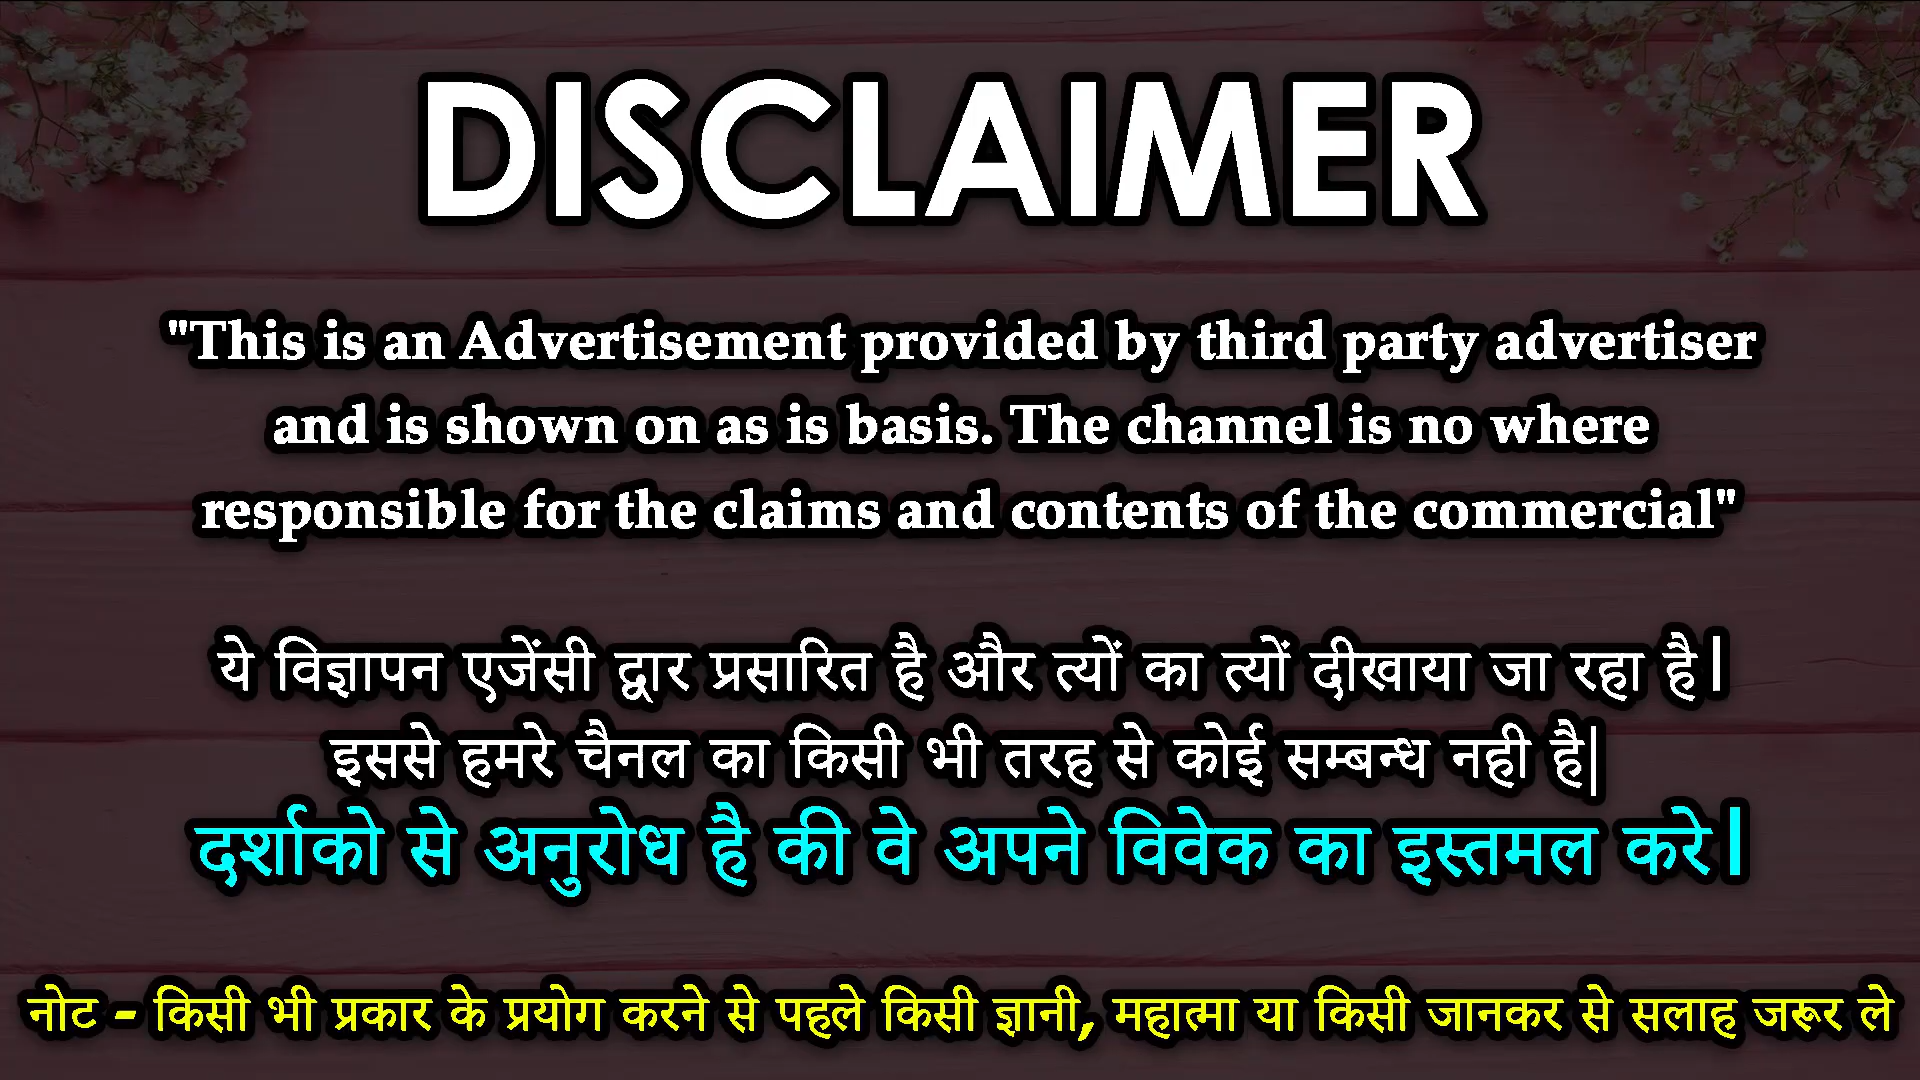 DISCLAIMER
"This is an Advertisement provided by third party advertiser
and is shown on as is basis. The channel is no where
responsible for the claims and contents of the commercial"
ये विज्ञापन एजेंसी द्वार प्रसारित है और त्यों का त्यों दीखाया जा रहा है।
इससे हमरे चैनल का किसी भी तरह से कोई सम्बन्ध नही है|
दर्शाको से अनुरोध है की वे अपने विवेक का इस्तमल करे।
नोट - किसी भी प्रकार के प्रयोग करने से पहले किसी ज्ञानी, महात्मा या किसी जानकर से सलाह जरूर ले